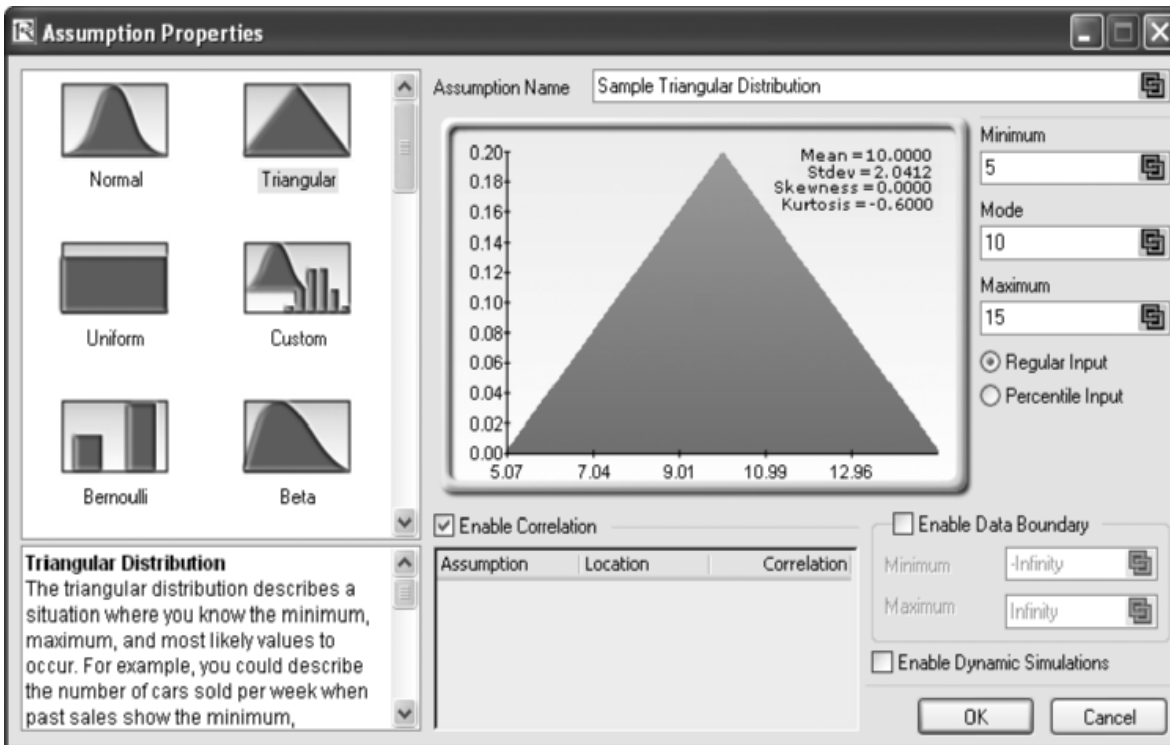 Assumption Properties
Normal
Triangular
Uniform
Custom
Bernoulli
Beta
Triangular Distribution
The triangular distribution describes a
situation where you know the minimum,
maximum, and most likely values to
occur. For example, you could describe
the number of cars sold per week when
past sales show the minimum,
Assumption Name
Sample Triangular Distribution
Mean =10.0000
Stdev =2.0412
Skewness =0.0000
Kurtosis =-0.6000
0.20
0.18
0.16
0.14
0.12
0.10
0.08
0.06
0.04
0.02
0.00
5.07 7.04 9.01 10.99 12.96
Minimum
5
Mode
10
Maximum
15
Regular Input
Percentile Input
Enable Correlation
Assumption Location Correlation
Enable Data Boundary
Minimum -Infinity
Maximum Infinity
Enable Dynamic Simulations
OK Cancel